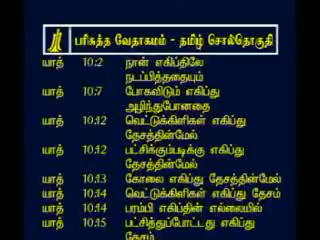 பரிசுத்த வேதாகமம் - தமிழ் சொல்தொகுதி
யாத் 10:2 நான் எகிப்திலே
நடப்பித்ததையும்
யாத் 10:7 போகவிடும் எகிப்து
அழிந்துபோனதை
யாத் 10:12 வெட்டுக்கிளிகள் எகிப்து
தேசத்தின்மேல்
யாத் 10:12 பட்சிக்கும்படிக்கு எகிப்து
தேசத்தின்மேல்
யாத் 10:13 கோலை எகிப்து தேசத்தின்மேல்
யாத் 10:14 வெட்டுக்கிளிகள் எகிப்து தேசம்
யாத் 10:14 பரம்பி எகிப்தின் எல்லையில்
யாத் 10:15 பட்சித்துப்போட்டது எகிப்து
தேசம்